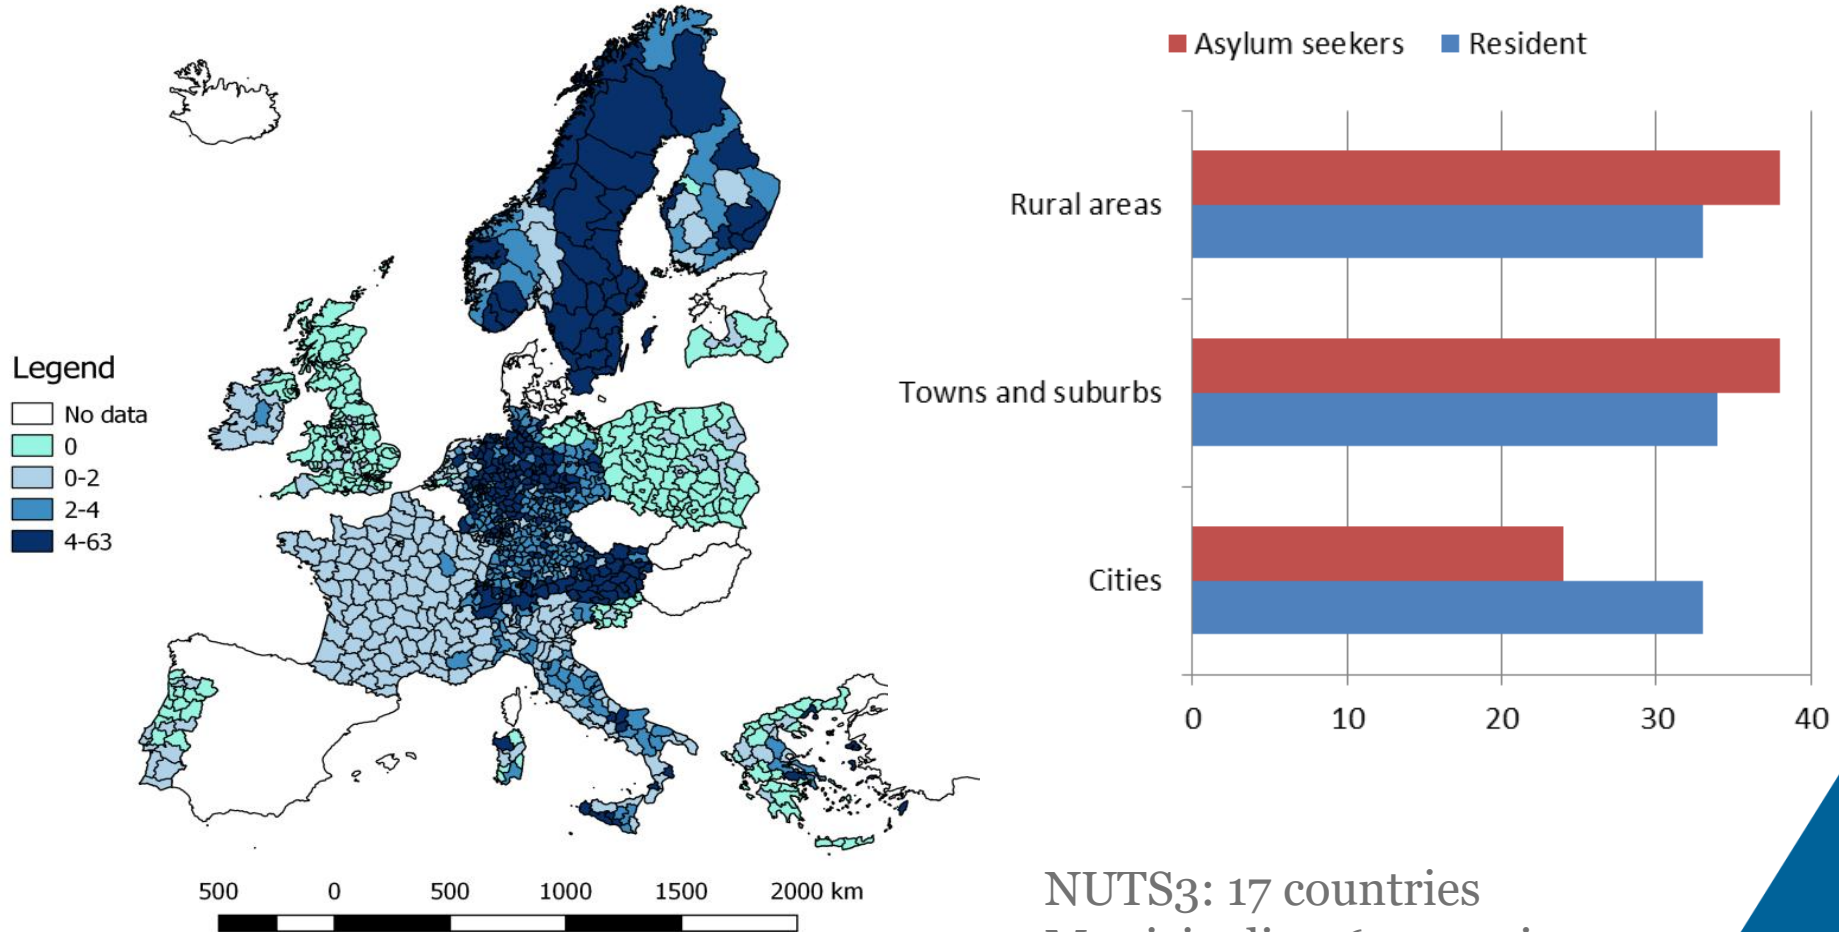 Legend
No data
0
0-2
2-4
4-63
500 0 500 1000 1500 2000 km
Asylum seekers Resident
Rural areas
Towns and suburbs
Cities
0 10 20 30 40
NUTS3: 17 countries